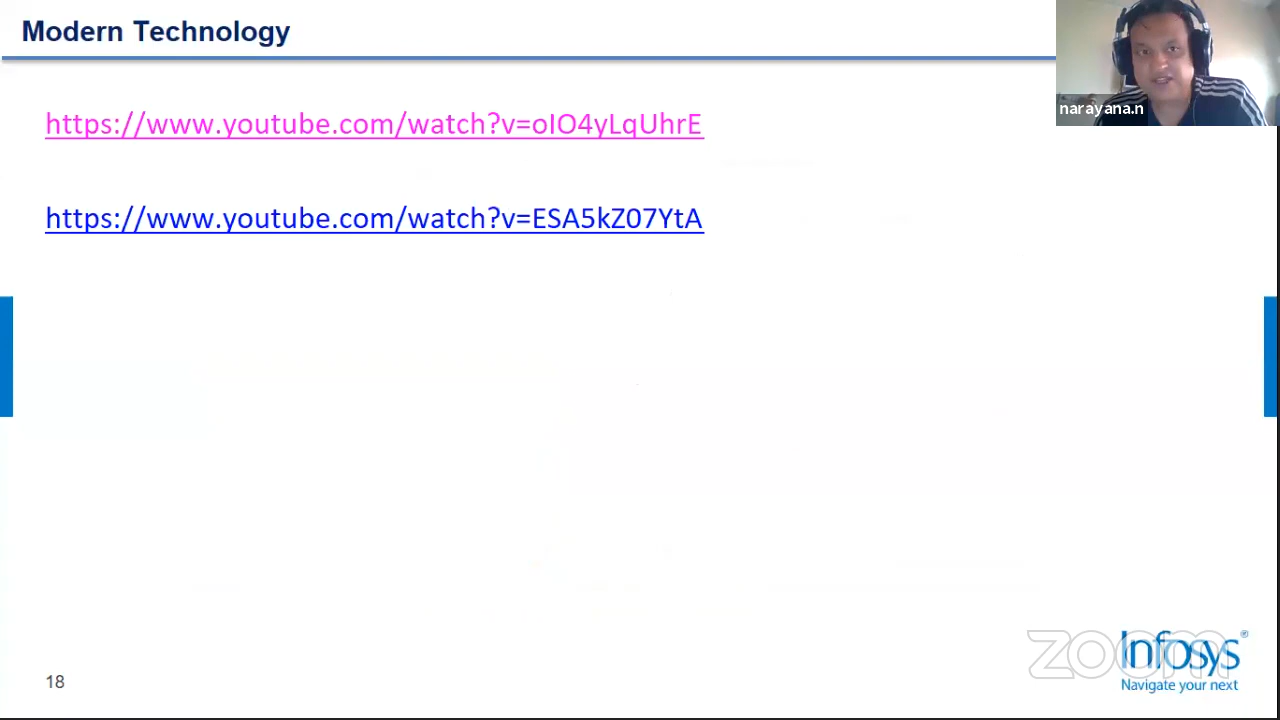 Modern Technology
narayana.n
https://www.youtube.com/watch?v=oIO4yLqUhrE
https://www.youtube.com/watch?v=ESA5kZ07YtA
zoom
Infosys®
Navigate your next
18